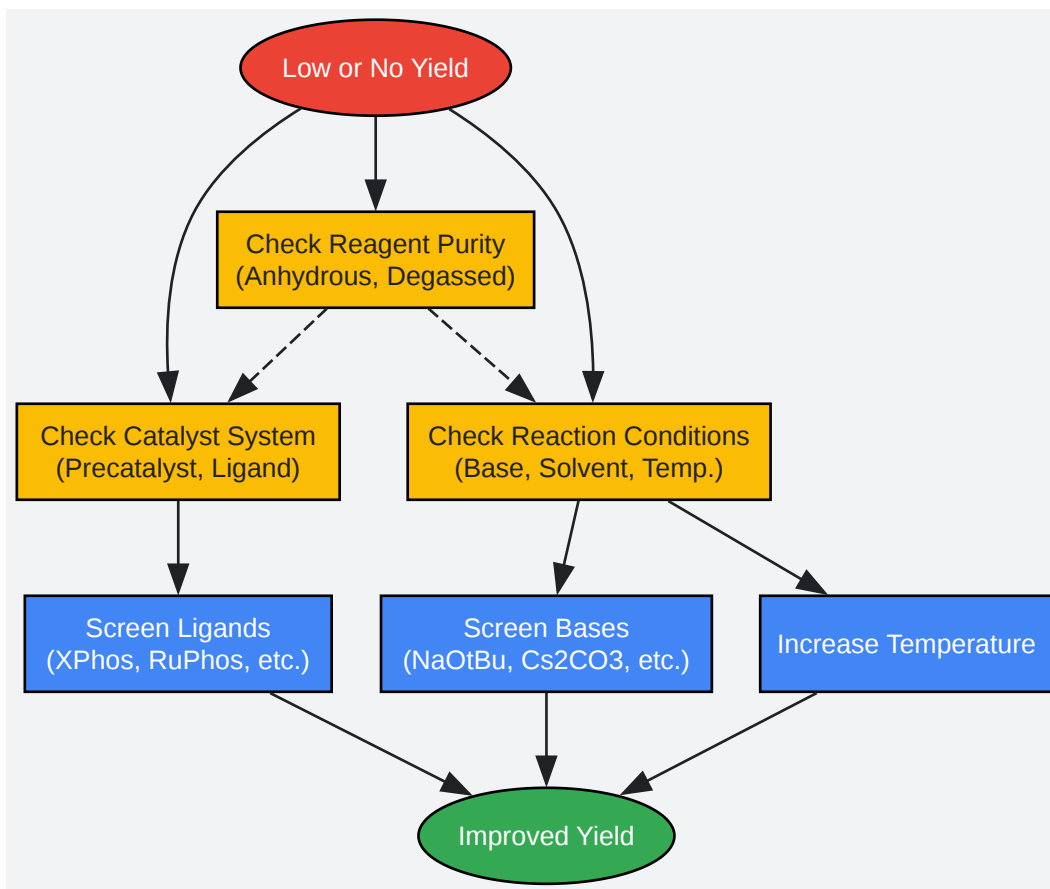 Low or No Yield
Check Reagent Purity
(Anhydrous, Degassed)
Check Catalyst System
(Precatalyst, Ligand)
Check Reaction Conditions
(Base, Solvent, Temp.)
Screen Ligands
(XPhos, RuPhos, etc.)
Screen Bases
(NaOtBu, Cs2CO3, etc.)
Increase Temperature
Improved Yield